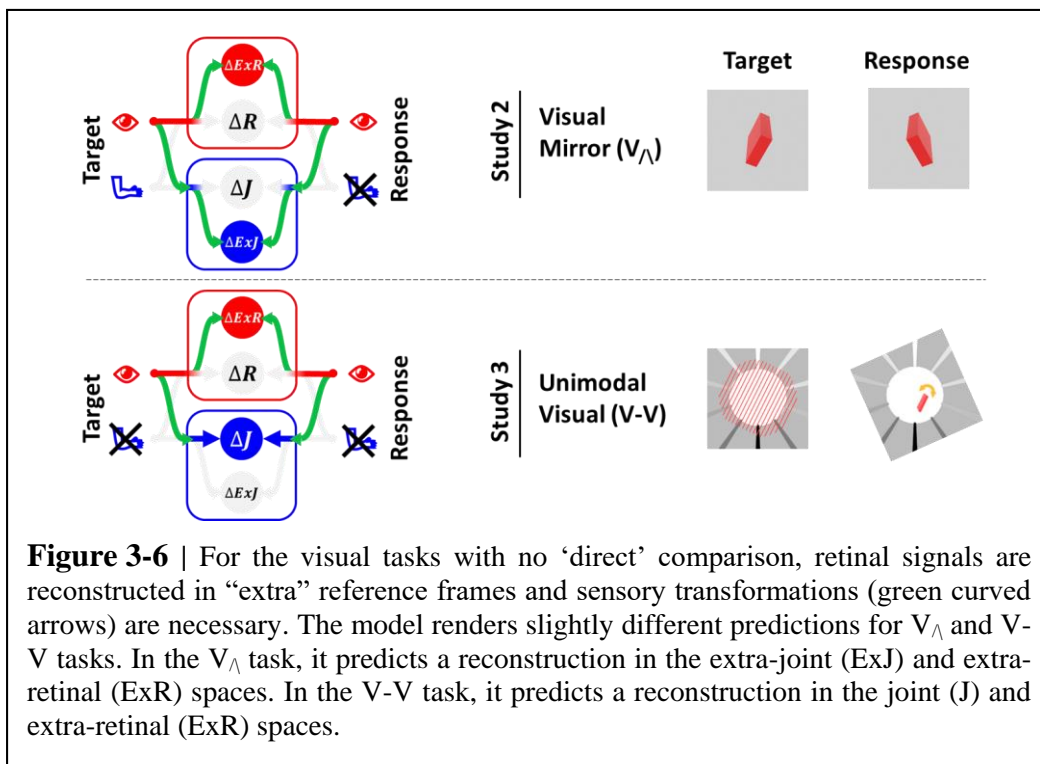 ΔExR
ΔR
Target
Response
ΔJ
ΔExJ
Study 2
Visual
Mirror (V/\)
Target
Response
ΔExR
ΔR
Target
Response
ΔJ
ΔExJ
Study 3
Unimodal
Visual (V-V)
Figure 3-6 | For the visual tasks with no ‘direct’ comparison, retinal signals are
reconstructed in “extra” reference frames and sensory transformations (green curved
arrows) are necessary. The model renders slightly different predictions for V/\ and V-
V tasks. In the V/\ task, it predicts a reconstruction in the extra-joint (ExJ) and extra-
retinal (ExR) spaces. In the V-V task, it predicts a reconstruction in the joint (J) and
extra-retinal (ExR) spaces.